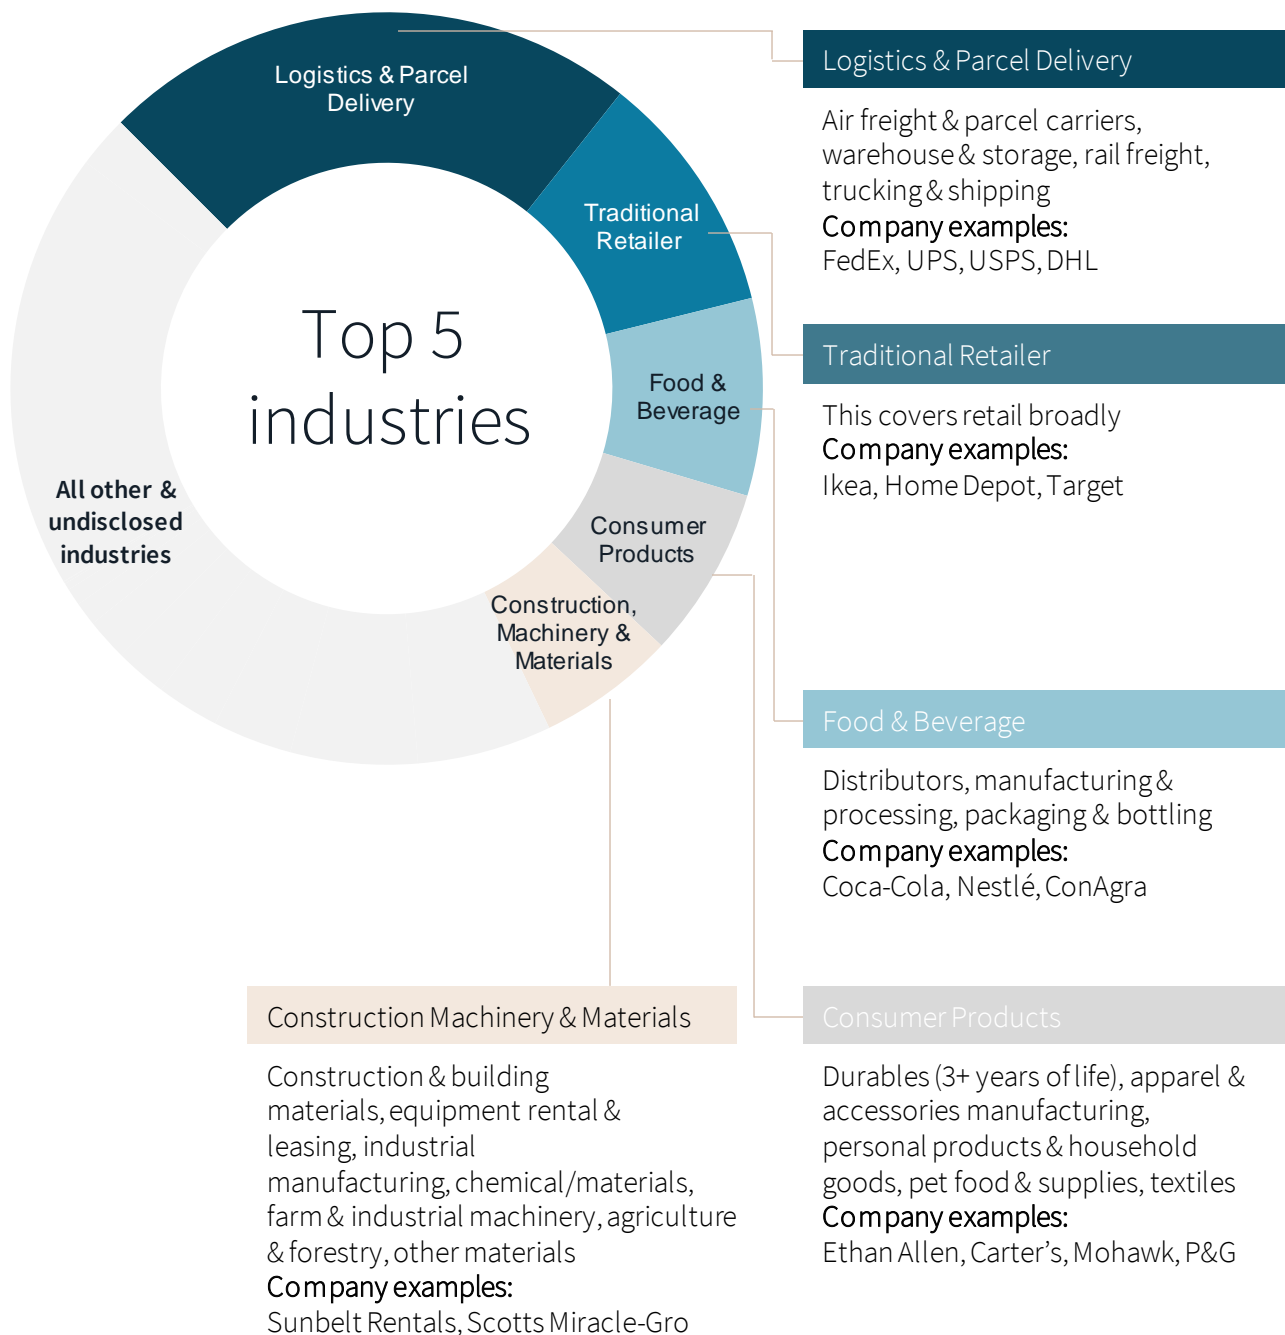 Logistics & Parcel
Delivery
Traditional
Retailer
Food &
Beverage
Consumer
Products
Construction,
Machinery &
Materials
All other &
undisclosed
industries
Top 5
industries
Logistics & Parcel Delivery
Air freight & parcel carriers,
warehouse & storage, rail freight,
trucking & shipping
Company examples:
FedEx, UPS, USPS, DHL
Traditional Retailer
This covers retail broadly
Company examples:
Ikea, Home Depot, Target
Food & Beverage
Distributors, manufacturing &
processing, packaging & bottling
Company examples:
Coca-Cola, Nestlé, ConAgra
Consumer Products
Durables (3+ years of life), apparel &
accessories manufacturing,
personal products & household
goods, pet food & supplies, textiles
Company examples:
Ethan Allen, Carter’s, Mohawk, P&G
Construction Machinery & Materials
Construction & building
materials, equipment rental &
leasing, industrial
manufacturing, chemical/materials,
farm & industrial machinery, agriculture
& forestry, other materials
Company examples:
Sunbelt Rentals, Scotts Miracle-Gro